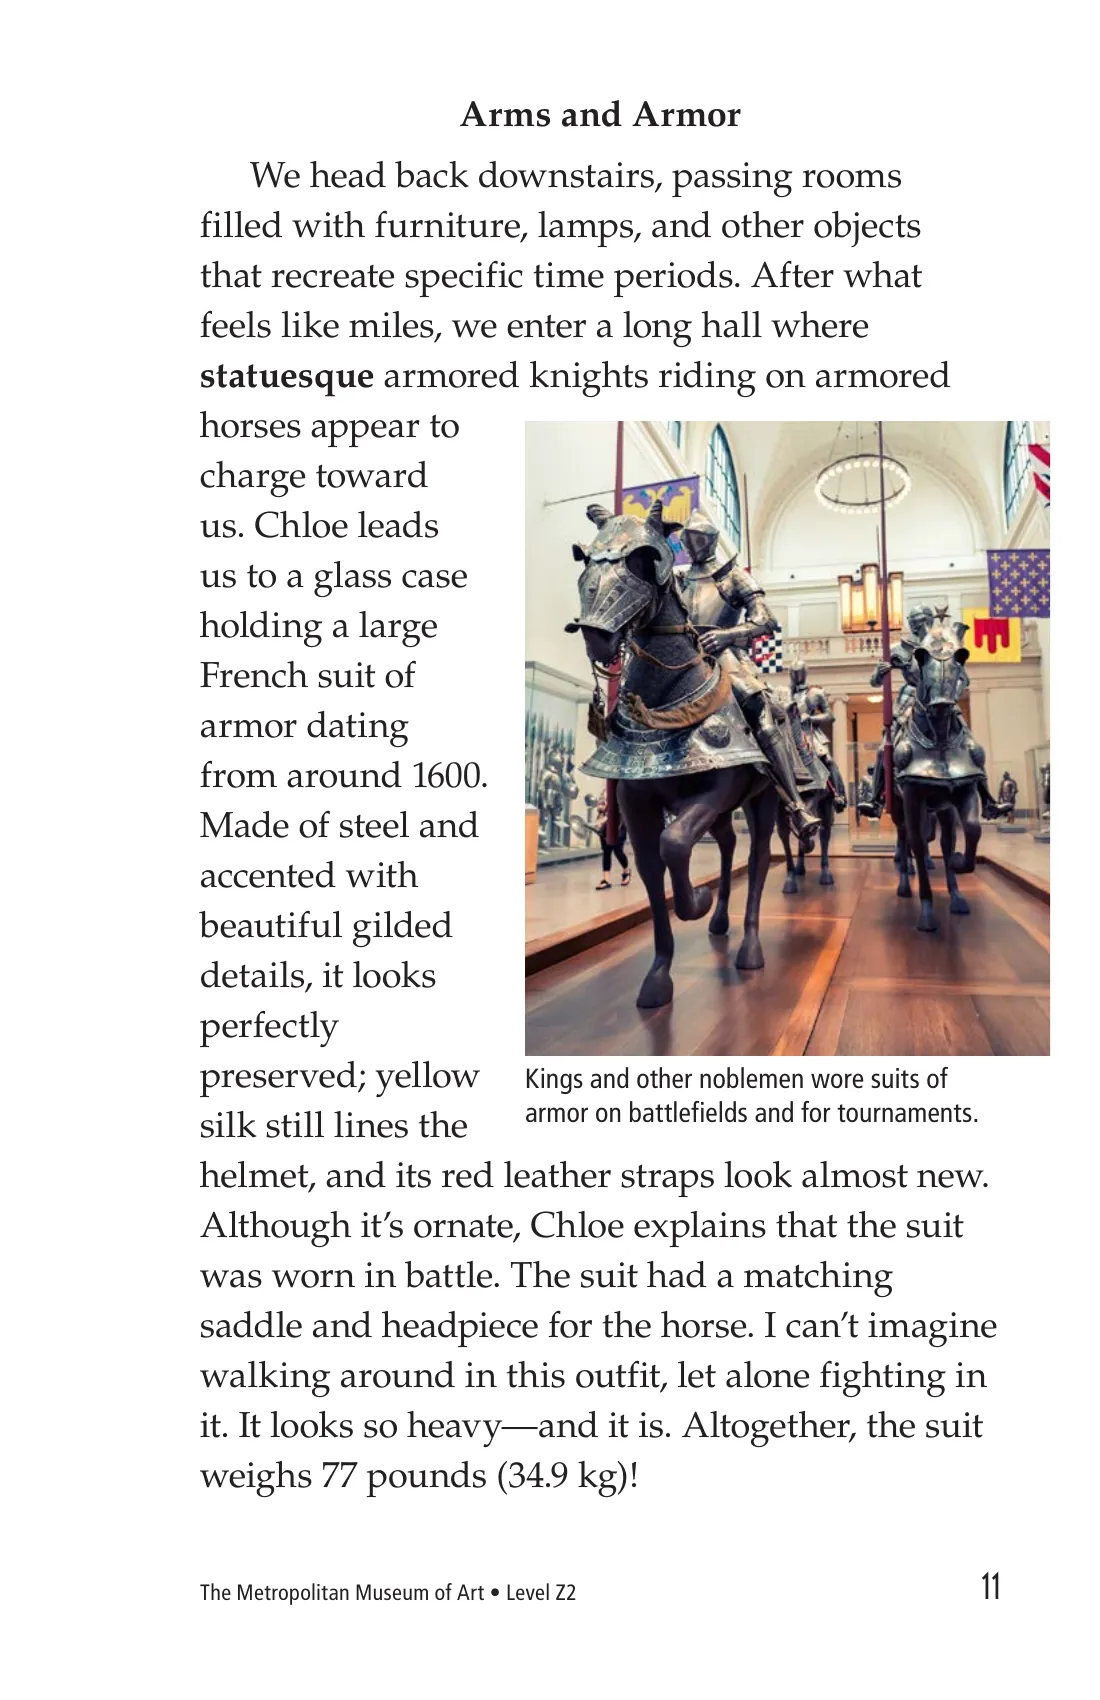 Arms and Armor
We head back downstairs, passing rooms
filled with furniture, lamps, and other objects
that recreate specific time periods. After what
feels like miles, we enter a long hall where
statuesque armored knights riding on armored
horses appear to
charge toward
us. Chloe leads
us to a glass case
holding a large
French suit of
armor dating
from around 1600.
Made of steel and
accented with
beautiful gilded
details, it looks
perfectly
preserved; yellow
silk still lines the
helmet, and its red leather straps look almost new.
Although it’s ornate, Chloe explains that the suit
was worn in battle. The suit had a matching
saddle and headpiece for the horse. I can’t imagine
walking around in this outfit, let alone fighting in
it. It looks so heavy—and it is. Altogether, the suit
weighs 77 pounds (34.9 kg)!
Kings and other noblemen wore suits of
armor on battlefields and for tournaments.
The Metropolitan Museum of Art • Level Z2
11